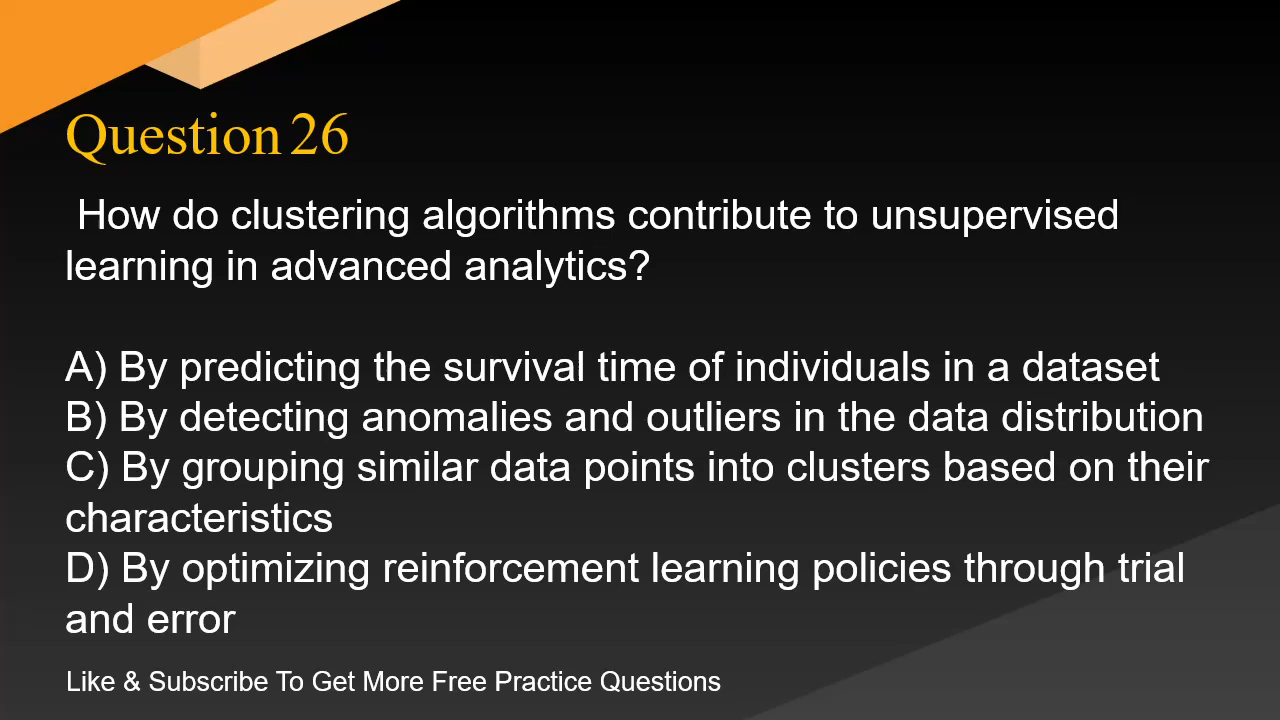 Question 26
How do clustering algorithms contribute to unsupervised
learning in advanced analytics?
A) By predicting the survival time of individuals in a dataset
B) By detecting anomalies and outliers in the data distribution
C) By grouping similar data points into clusters based on their
characteristics
D) By optimizing reinforcement learning policies through trial
and error
Like & Subscribe To Get More Free Practice Questions